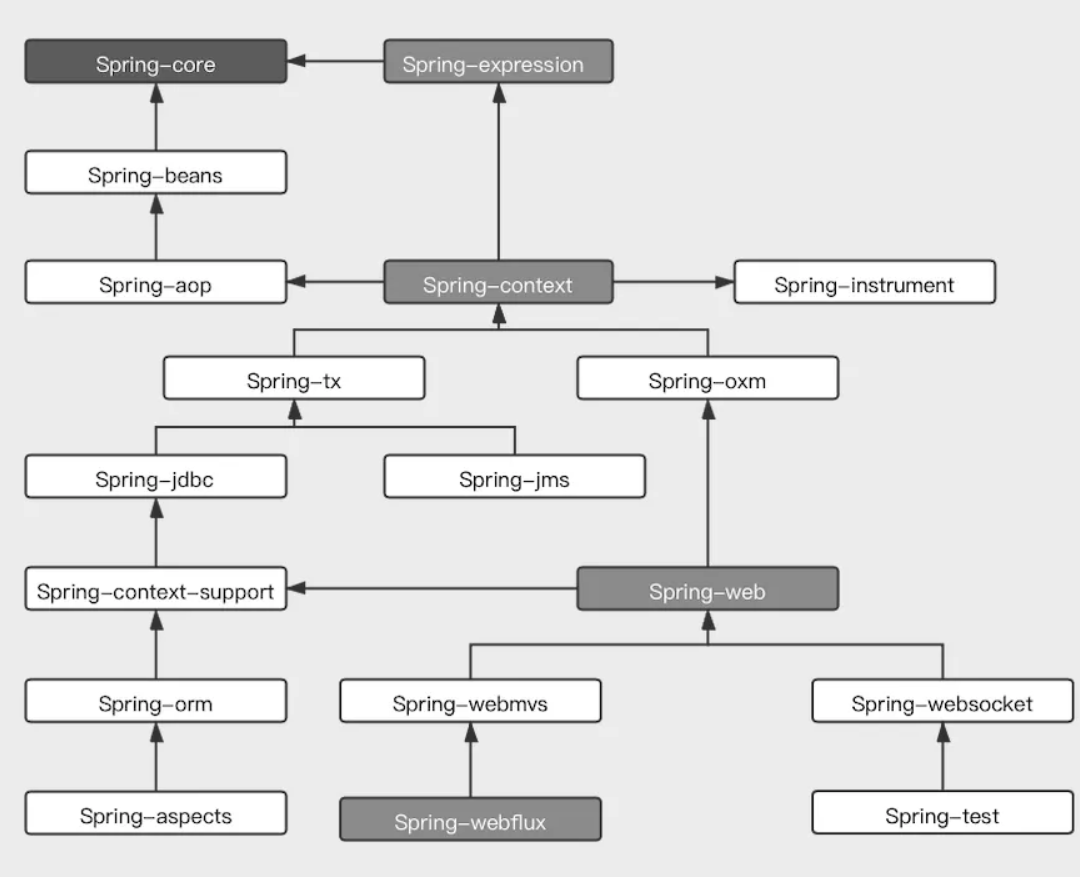 Spring-core
Spring-expression
Spring-beans
Spring-aop
Spring-context
Spring-instrument
Spring-tx
Spring-oxm
Spring-jdbc
Spring-jms
Spring-context-support
Spring-web
Spring-orm
Spring-webmvs
Spring-websocket
Spring-aspects
Spring-webflux
Spring-test